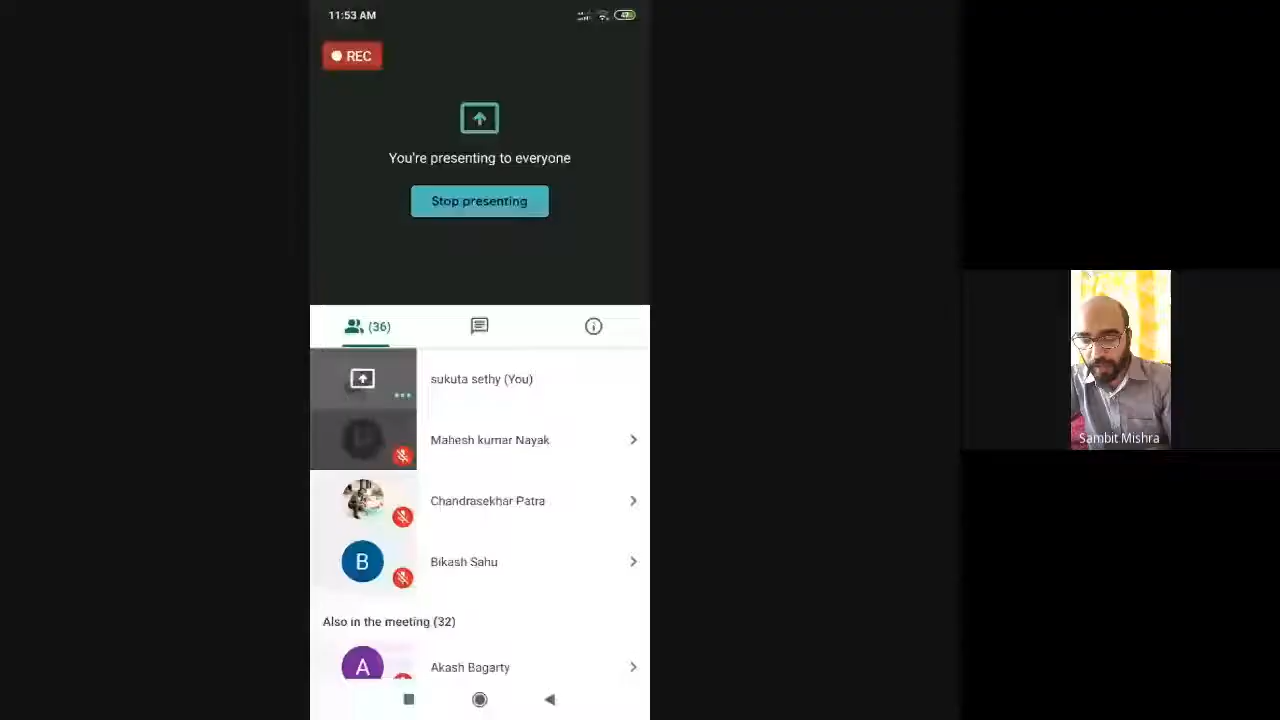 11:53 AM
REC
You're presenting to everyone
Stop presenting
(36)
sukuta sethy (You)
Mahesh kumar Nayak
Chandrasekhar Patra
B
Bikash Sahu
Also in the meeting (32)
A
Akash Bagarty
Sambit Mishra